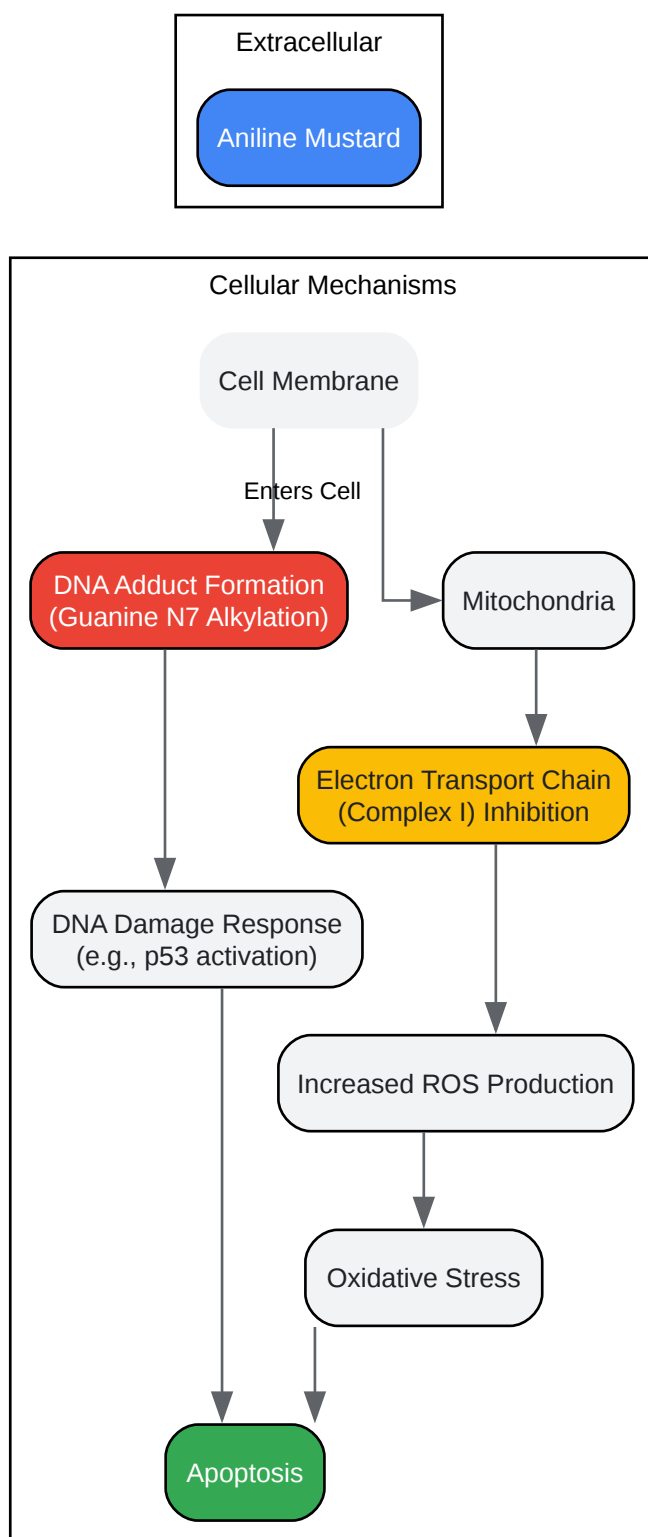 Extracellular
Aniline Mustard
Cellular Mechanisms
Cell Membrane
Enters Cell
DNA Adduct Formation
(Guanine N7 Alkylation)
Mitochondria
Electron Transport Chain
(Complex I) Inhibition
DNA Damage Response
(e.g., p53 activation)
Increased ROS Production
Oxidative Stress
Apoptosis